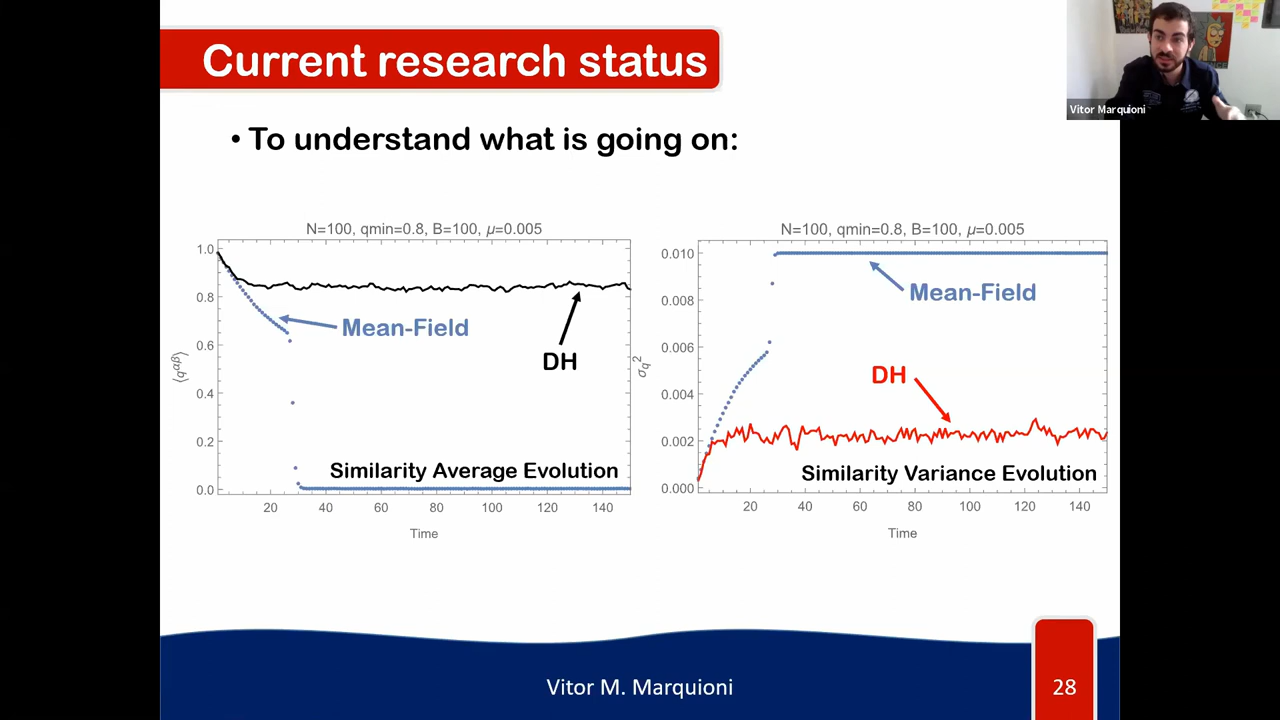 Current research status
Vitor Marquioni
• To understand what is going on:
N=100, qmin=0.8, B=100, μ=0.005
1.0
0.8
0.6
0.4
0.2
0.0
⟨q^αβ⟩
Mean-Field
DH
Similarity Average Evolution
20 40 60 80 100 120 140
Time
N=100, qmin=0.8, B=100, μ=0.005
0.010
0.008
0.006
0.004
0.002
0.000
σq²
Mean-Field
DH
Similarity Variance Evolution
20 40 60 80 100 120 140
Time
Vitor M. Marquioni
28